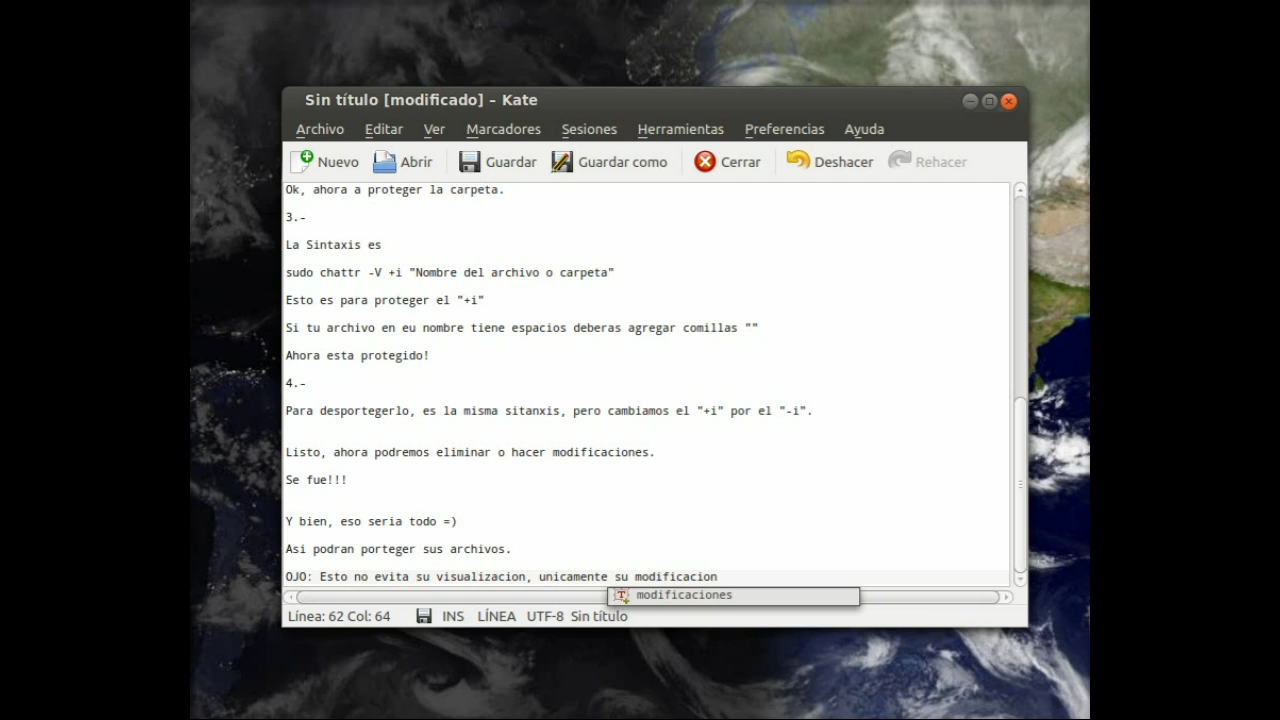 Sin título [modificado] – Kate
Archivo Editar Ver Marcadores Sesiones Herramientas Preferencias Ayuda
Nuevo Abrir Guardar Guardar como Cerrar Deshacer Rehacer
Ok, ahora a proteger la carpeta.
3.-
La Sintaxis es
sudo chattr -V +i "Nombre del archivo o carpeta"
Esto es para proteger el "+i"
Si tu archivo en eu nombre tiene espacios deberas agregar comillas ""
Ahora esta protegido!
4.-
Para desportegerlo, es la misma sitanxis, pero cambiamos el "+i" por el "-i".
Listo, ahora podremos eliminar o hacer modificaciones.
Se fue!!!
Y bien, eso seria todo =)
Asi podran porteger sus archivos.
OJO: Esto no evita su visualizacion, unicamente su modificacion
modificaciones
Línea: 62 Col: 64 INS LÍNEA UTF-8 Sin título